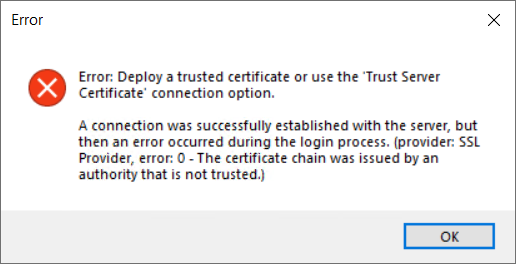 Error
Error: Deploy a trusted certificate or use the 'Trust Server
Certificate' connection option.
A connection was successfully established with the server, but
then an error occurred during the login process. (provider: SSL
Provider, error: 0 - The certificate chain was issued by an
authority that is not trusted.)
OK